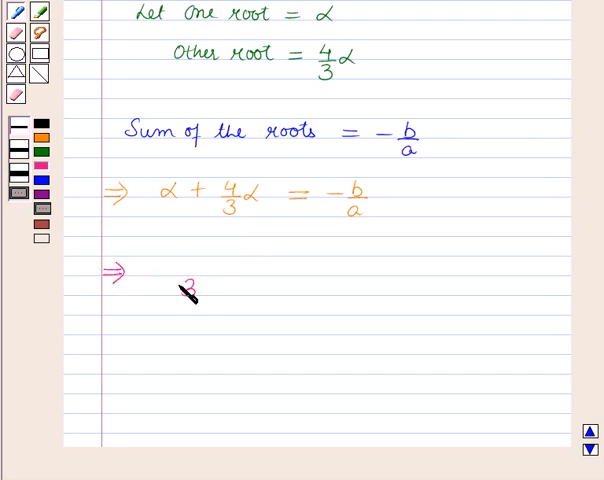 Let One root = α
Other root = 4/3 α
Sum of the roots = - b/a
⇒ α + 4/3 α = - b/a
⇒ 3